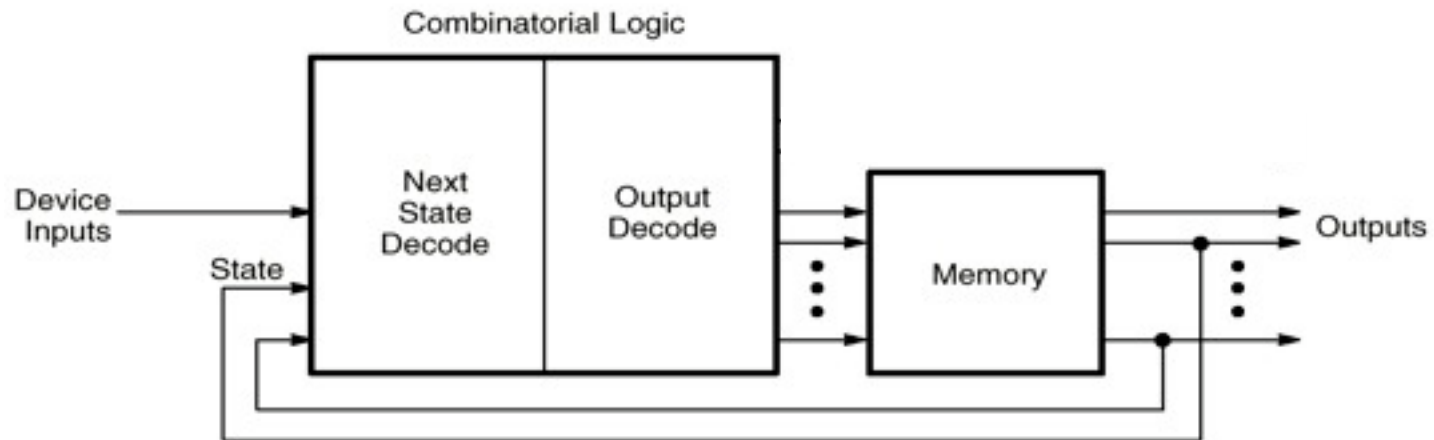 Combinatorial Logic
Device
Inputs
State
Next
State
Decode
Output
Decode
Memory
Outputs